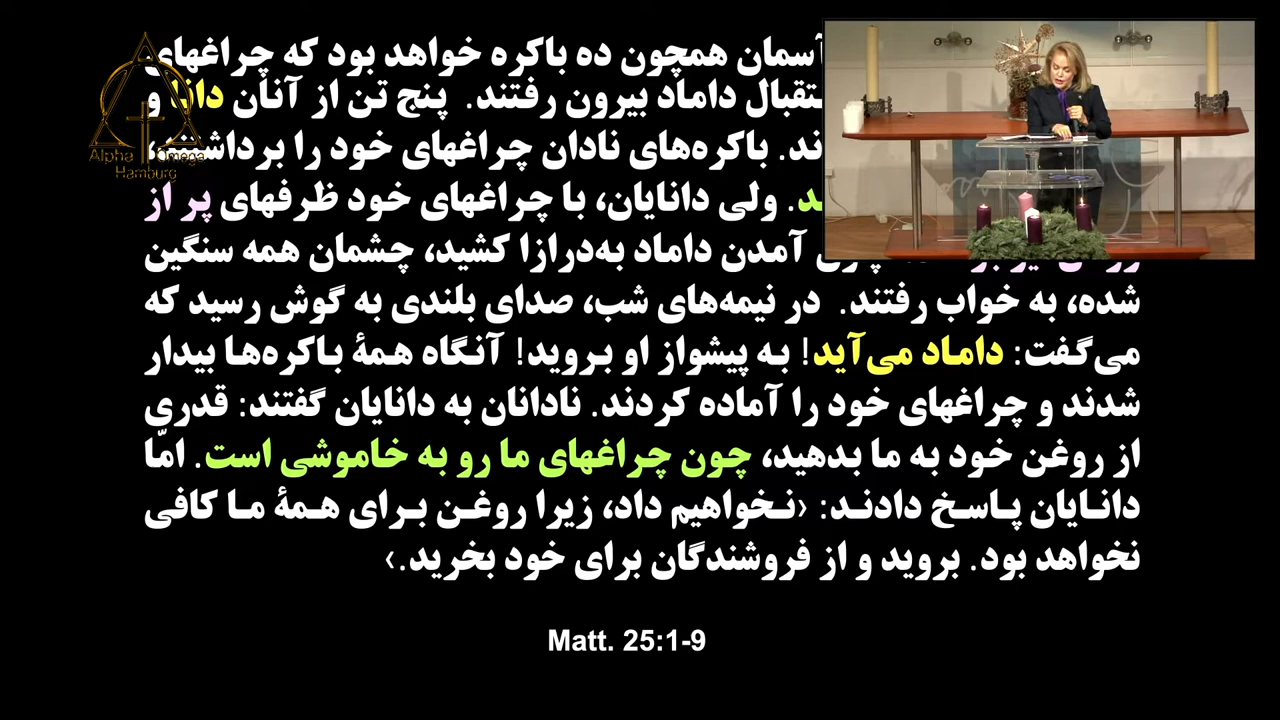 آسمان همچون ده باکره خواهد بود که چراغهای
ستقبال داماد بیرون رفتند. پنج تن از آنان دانا و
ند. باکره‌های نادان چراغهای خود را برداشتند،
ند. ولی دانایان، با چراغهای خود ظرفهای پر از
آمدن داماد به‌درازا کشید، چشمان همه سنگین
شده، به خواب رفتند. در نیمه‌های شب، صدای بلندی به گوش رسید که
می‌گفت: داماد می‌آید! به پیشواز او بروید! آنگاه همهٔ باکره‌ها بیدار
شدند و چراغهای خود را آماده کردند. نادانان به دانایان گفتند: قدری
از روغن خود به ما بدهید، چون چراغهای ما رو به خاموشی است. امّا
دانایان پاسخ دادند: ‹نخواهیم داد، زیرا روغن برای همهٔ ما کافی
نخواهد بود. بروید و از فروشندگان برای خود بخرید.›
Matt. 25:1-9
Alpha Omega
Hamburg